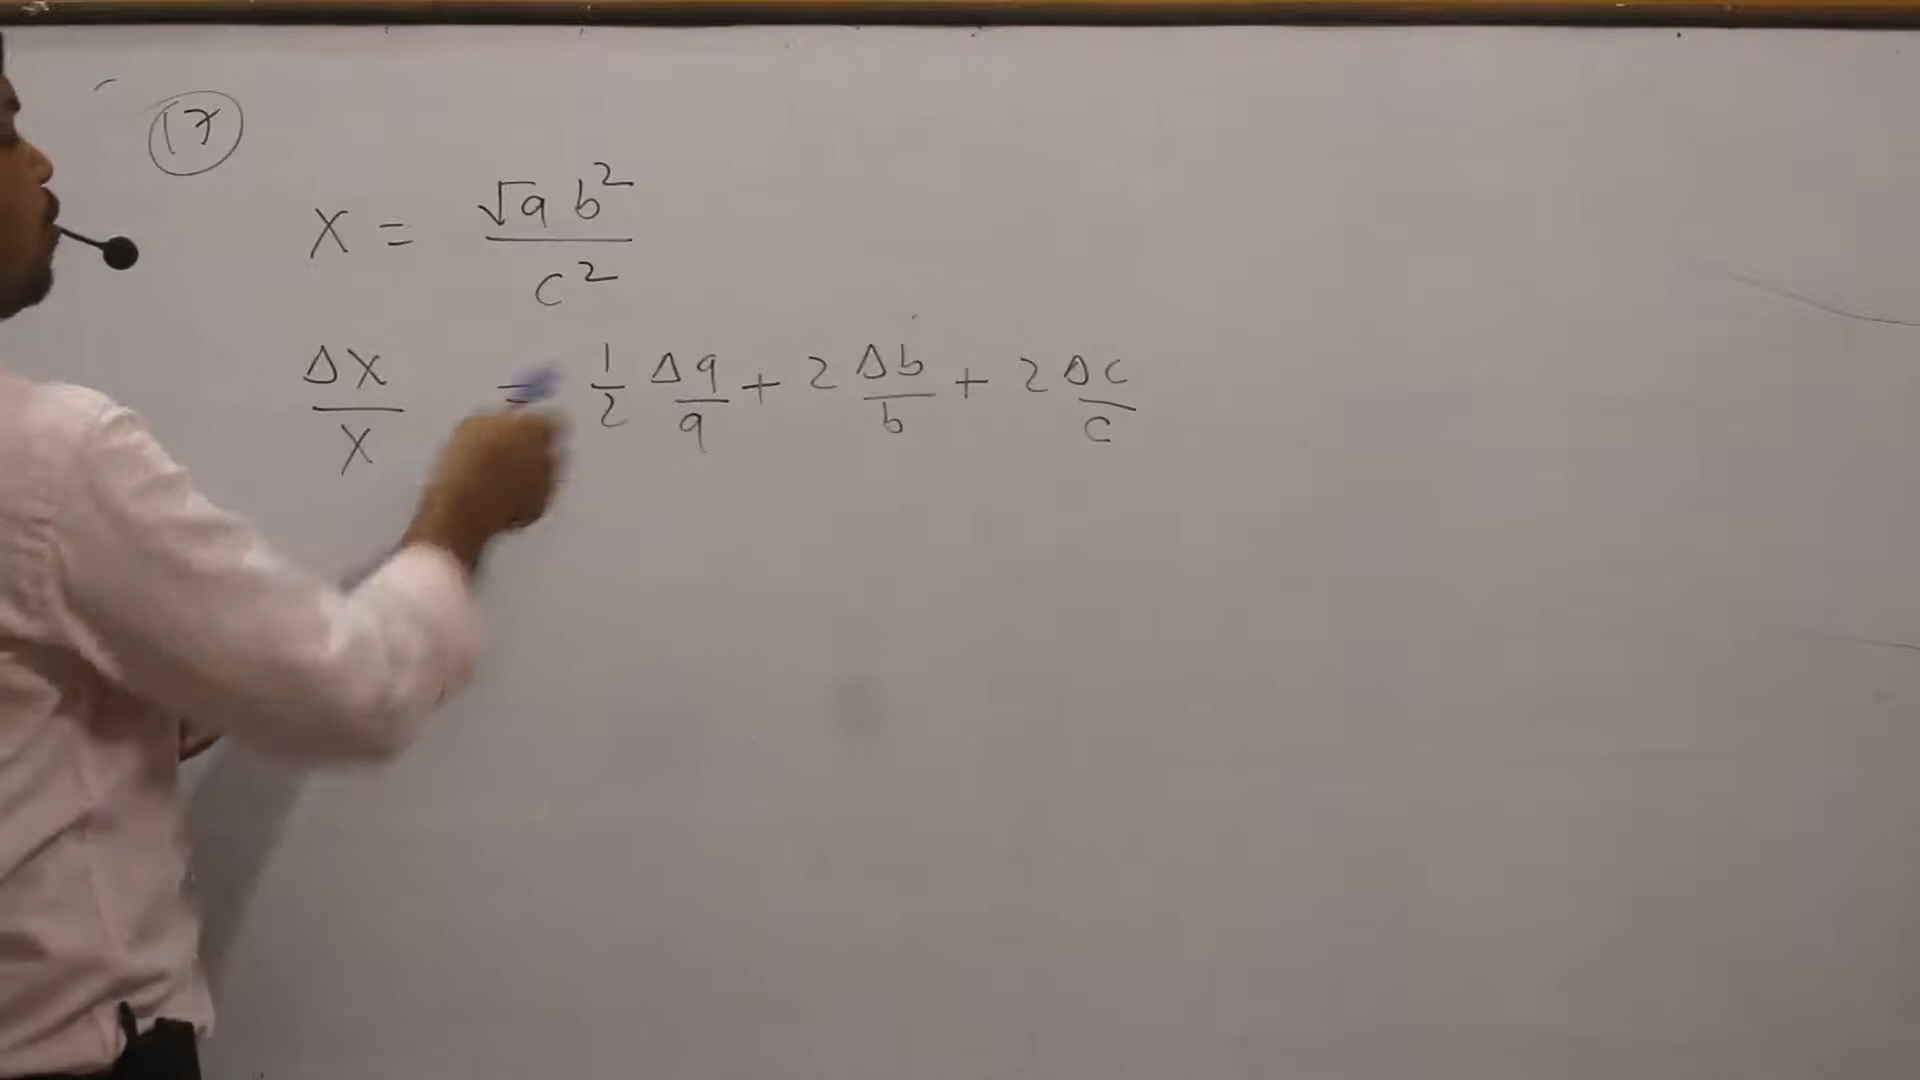 17
X = √a b² / c²
ΔX / X = 1/2 Δa/a + 2 Δb/b + 2 Δc/c